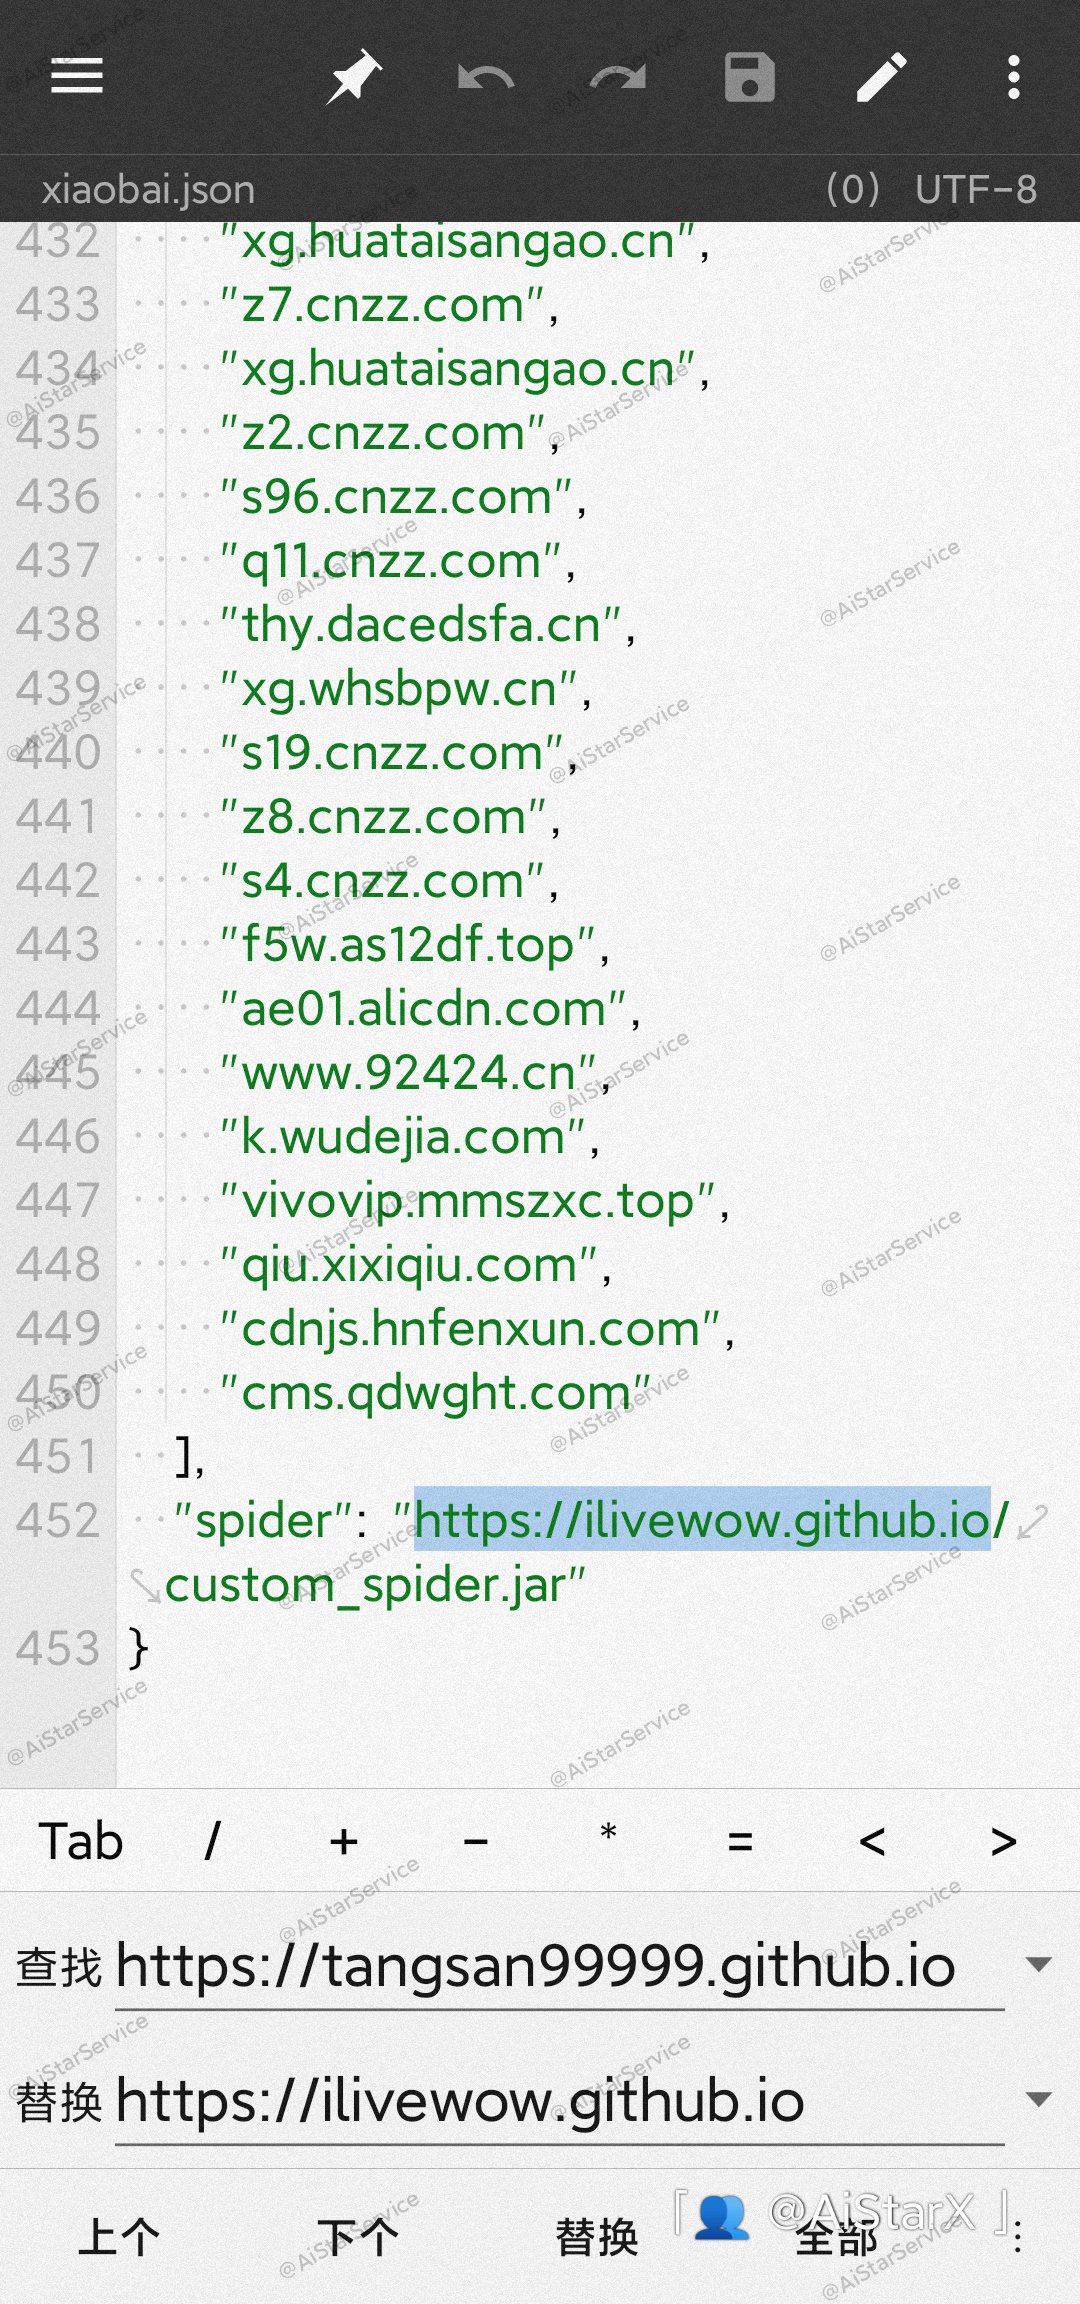 xiaobai.json (0) UTF-8
432 "xg.huataisangao.cn",
433 "z7.cnzz.com",
434 "xg.huataisangao.cn",
435 "z2.cnzz.com",
436 "s96.cnzz.com",
437 "q11.cnzz.com",
438 "thy.dacedsfa.cn",
439 "xg.whsbpw.cn",
440 "s19.cnzz.com",
441 "z8.cnzz.com",
442 "s4.cnzz.com",
443 "f5w.as12df.top",
444 "ae01.alicdn.com",
445 "www.92424.cn",
446 "k.wudejia.com",
447 "vivovip.mmszxc.top",
448 "qiu.xixiqiu.com",
449 "cdnjs.hnfenxun.com",
450 "cms.qdwght.com"
451 ],
452 "spider": "https://ilivewow.github.io/
custom_spider.jar"
453 }
Tab / + - * = < >
查找 https://tangsan99999.github.io
替换 https://ilivewow.github.io
上个 下个 替换 全部
「 @AiStarX 」
@AiStarService